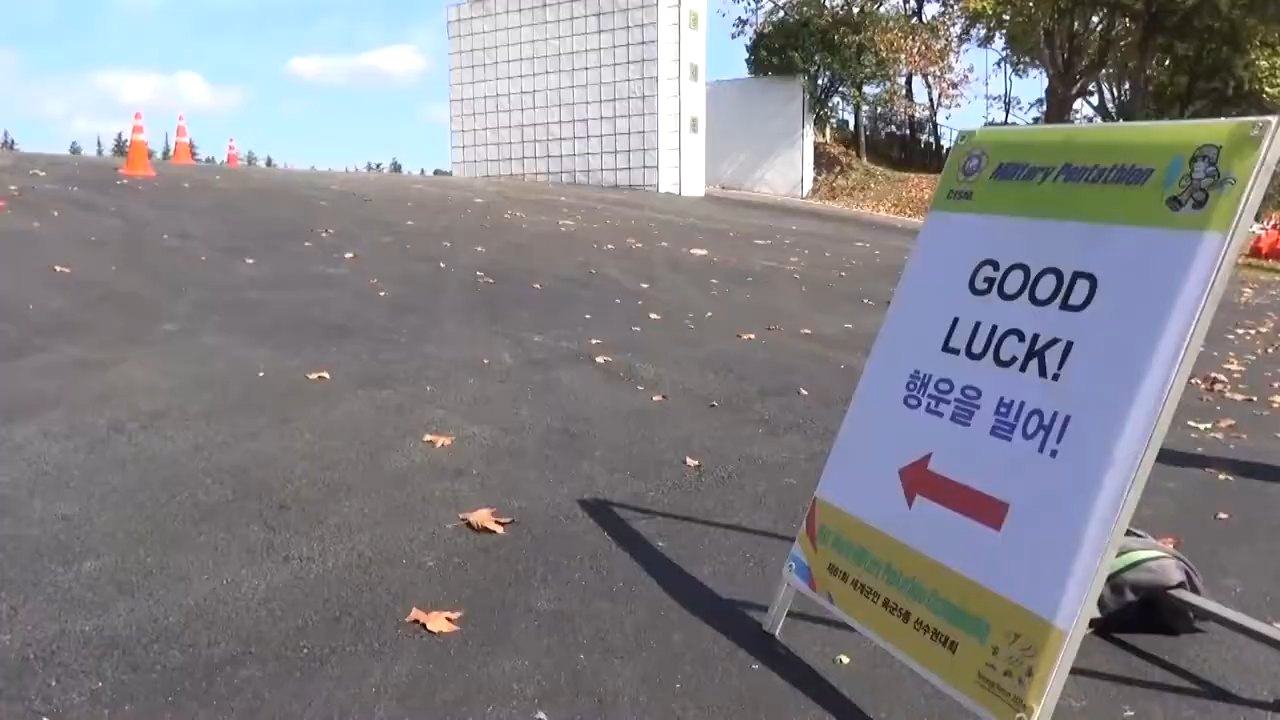 CISM
Military Pentathlon
GOOD
LUCK!
행운을 빌어!
제61회 세계군인 육군5종 선수권대회